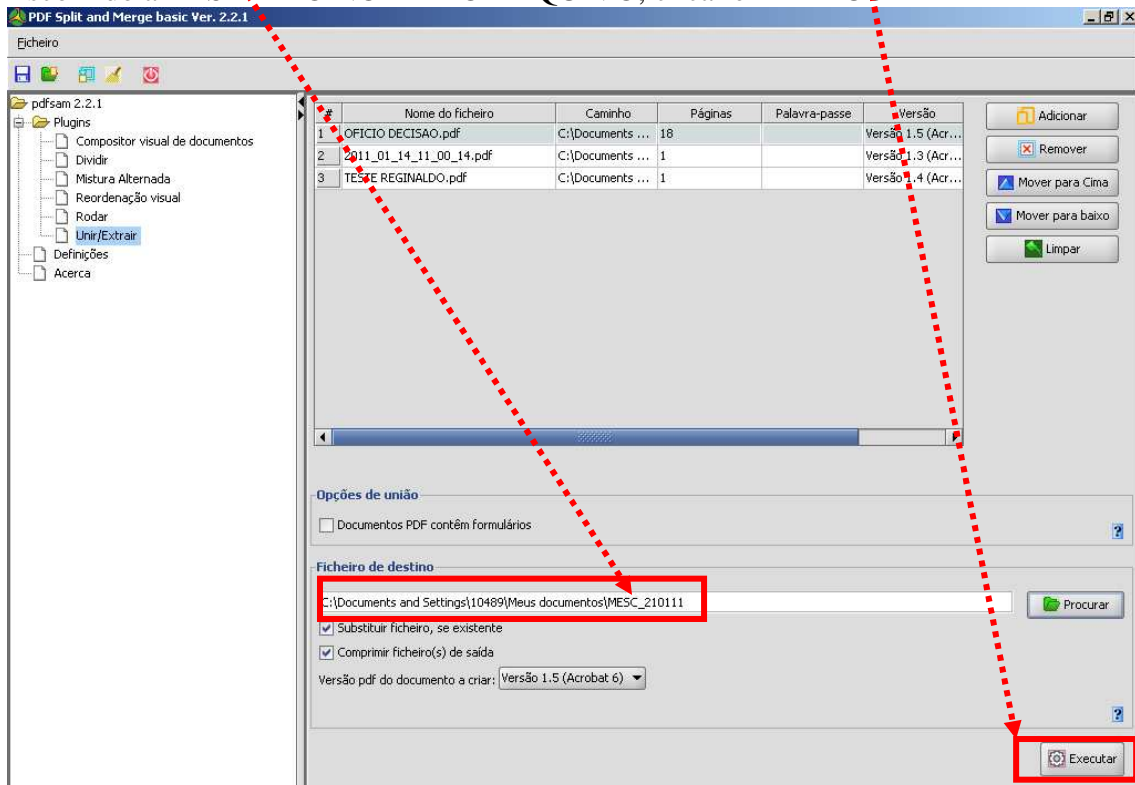 PDF Split and Merge basic Ver. 2.2.1
Ficheiro
pdfsam 2.2.1
Plugins
Compositor visual de documentos
Dividir
Mistura Alternada
Reordenação visual
Rodar
Unir/Extrair
Definições
Acerca
# Nome do ficheiro Caminho Páginas Palavra-passe Versão
1 OFICIO DECISAO.pdf C:\Documents ... 18 Versão 1.5 (Acr...
2 2011_01_14_11_00_14.pdf C:\Documents ... 1 Versão 1.3 (Acr...
3 TESTE REGINALDO.pdf C:\Documents ... 1 Versão 1.4 (Acr...
Adicionar
Remover
Mover para Cima
Mover para baixo
Limpar
Opções de união
Documentos PDF contêm formulários
Ficheiro de destino
C:\Documents and Settings\10489\Meus documentos\MESC_210111
Procurar
Substituir ficheiro, se existente
Comprimir ficheiro(s) de saída
Versão pdf do documento a criar: Versão 1.5 (Acrobat 6)
Executar